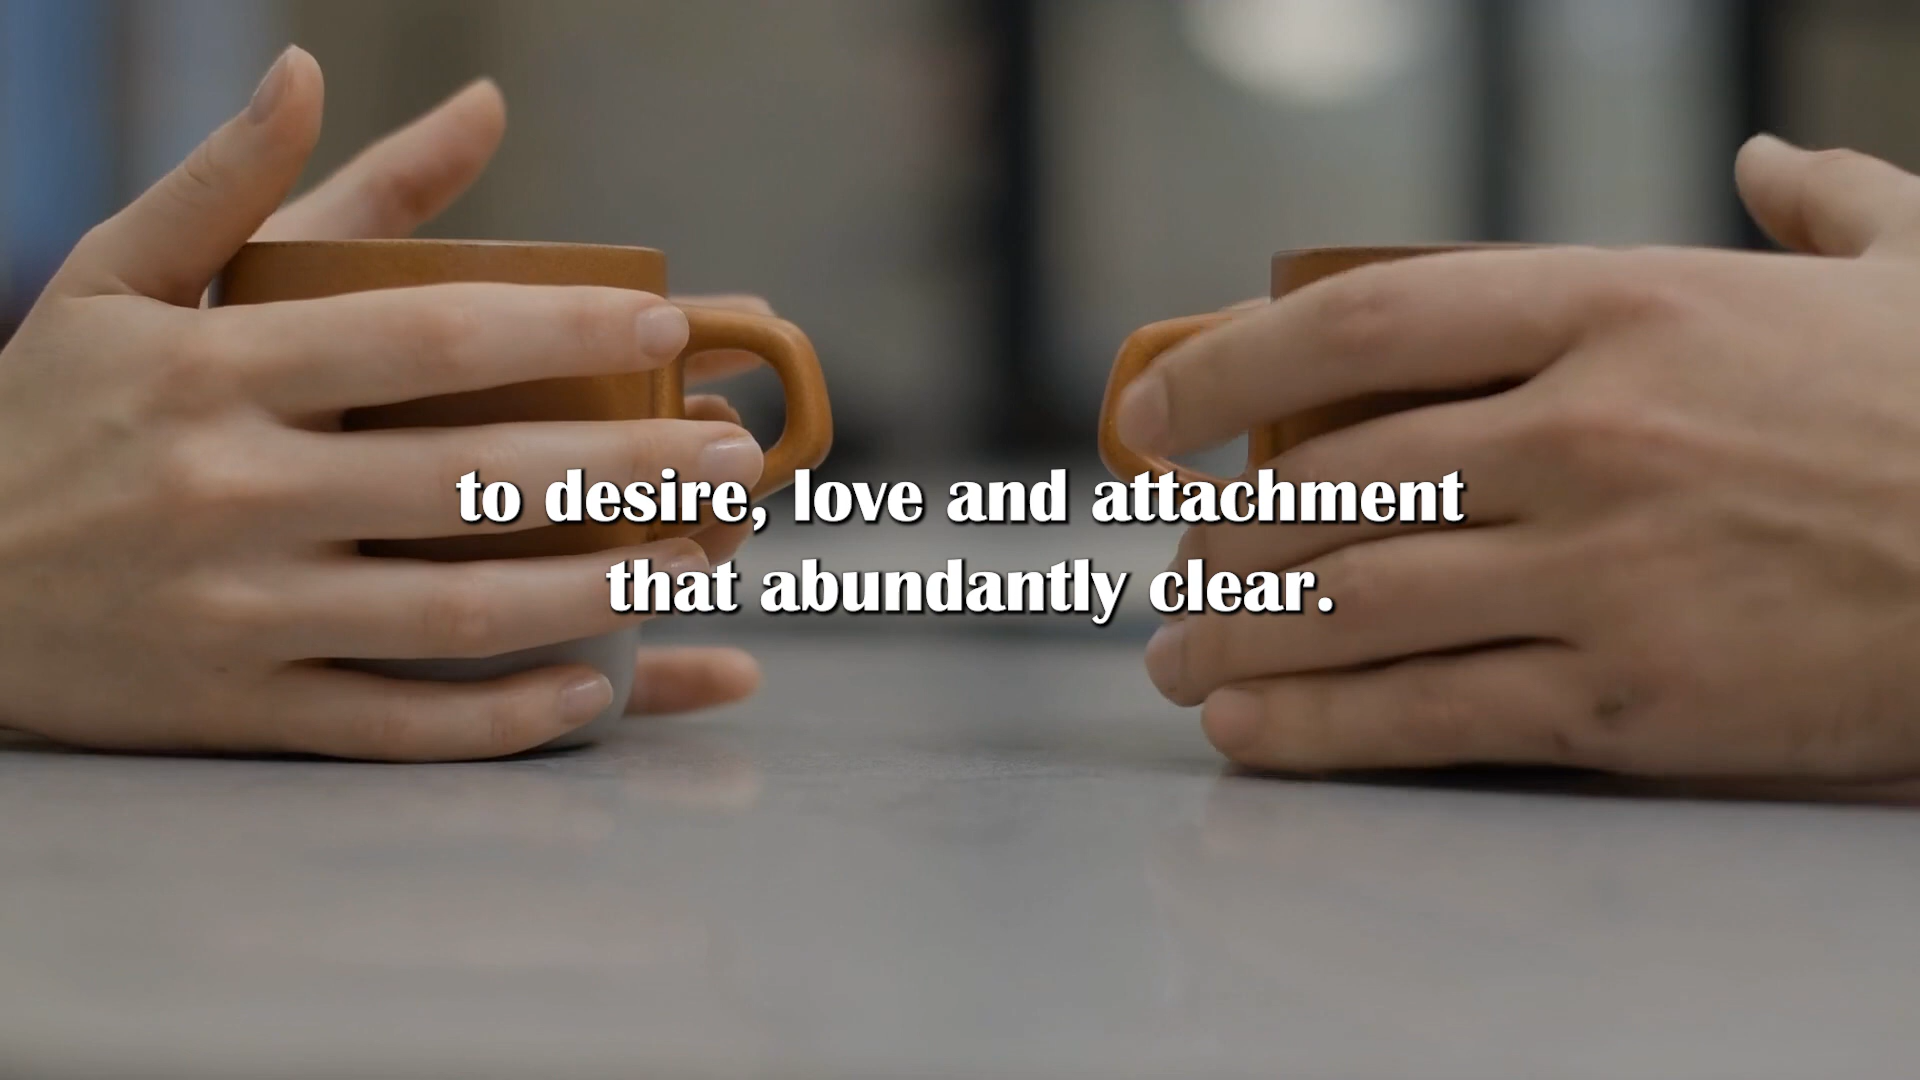 to desire, love and attachment
that abundantly clear.